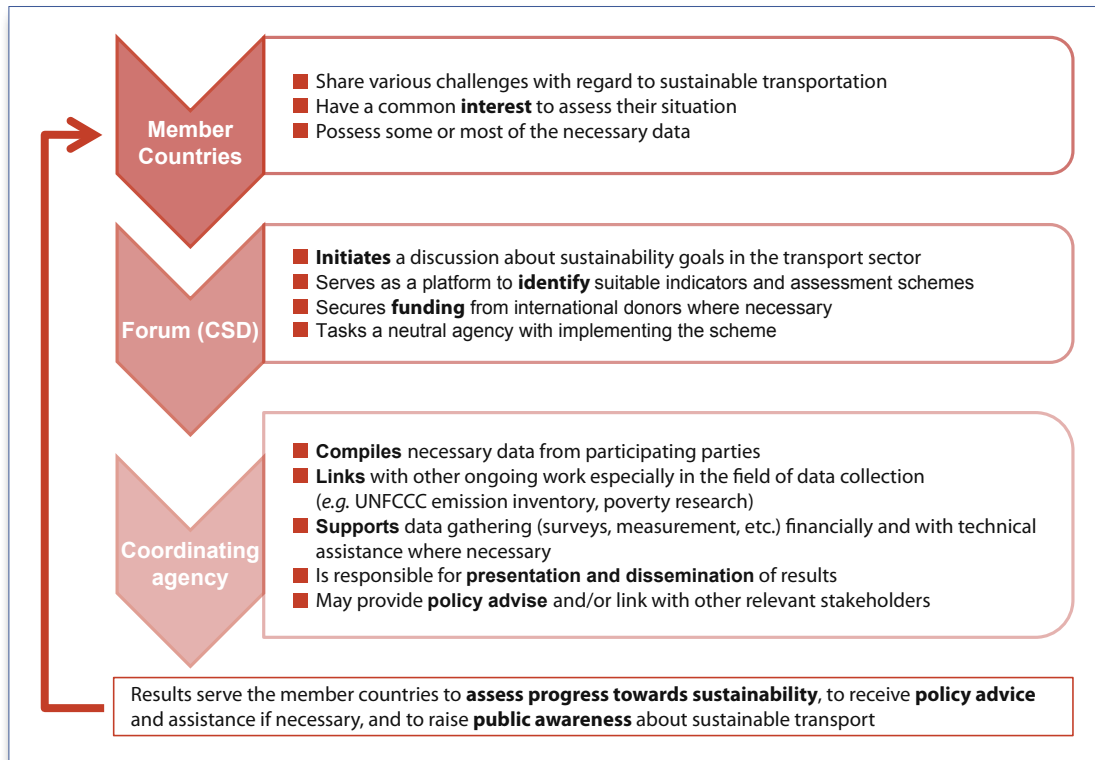 Member
Countries
Share various challenges with regard to sustainable transportation
Have a common interest to assess their situation
Possess some or most of the necessary data
Forum (CSD)
Initiates a discussion about sustainability goals in the transport sector
Serves as a platform to identify suitable indicators and assessment schemes
Secures funding from international donors where necessary
Tasks a neutral agency with implementing the scheme
Coordinating
agency
Compiles necessary data from participating parties
Links with other ongoing work especially in the field of data collection
(e.g. UNFCCC emission inventory, poverty research)
Supports data gathering (surveys, measurement, etc.) financially and with technical
assistance where necessary
Is responsible for presentation and dissemination of results
May provide policy advise and/or link with other relevant stakeholders
Results serve the member countries to assess progress towards sustainability, to receive policy advice
and assistance if necessary, and to raise public awareness about sustainable transport